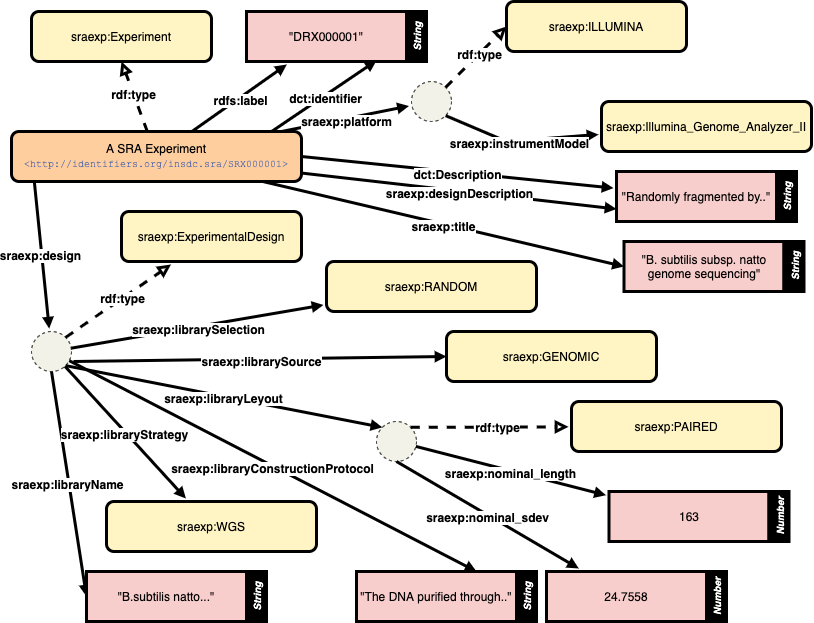 sraexp:Experiment
"DRX000001"
String
sraexp:ILLUMINA
rdf:type
rdf:type
rdfs:label
dct:identifier
sraexp:platform
sraexp:Illumina_Genome_Analyzer_II
sraexp:instrumentModel
A SRA Experiment
<http://identifiers.org/insdc.sra/SRX000001>
dct:Description
sraexp:designDescription
"Randomly fragmented by.."
String
sraexp:title
sraexp:ExperimentalDesign
sraexp:design
"B. subtilis subsp. natto
genome sequencing"
String
rdf:type
sraexp:RANDOM
sraexp:librarySelection
sraexp:librarySource
sraexp:GENOMIC
sraexp:libraryLeyout
rdf:type
sraexp:PAIRED
sraexp:libraryStrategy
sraexp:libraryConstructionProtocol
sraexp:nominal_length
sraexp:libraryName
sraexp:nominal_sdev
163
Number
sraexp:WGS
"B.subtilis natto..."
String
"The DNA purified through.."
String
24.7558
Number